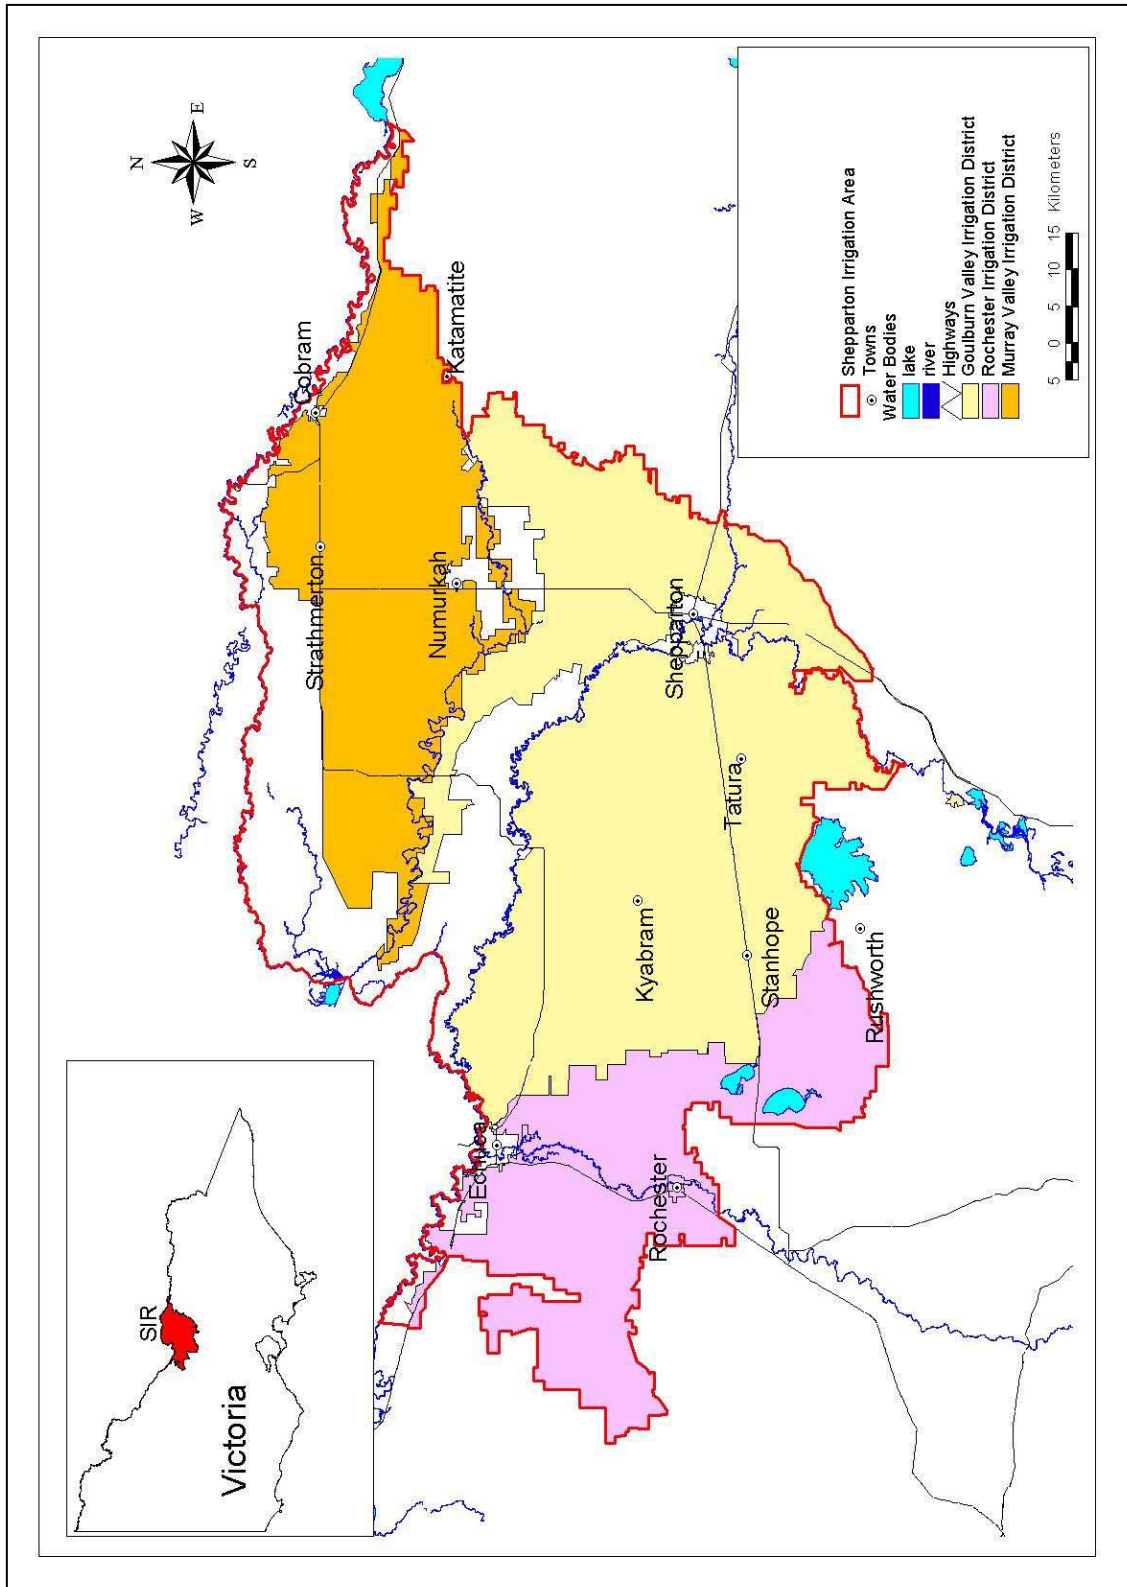 SIR
Victoria
N
E
S
W
Cobram
Strathmerton
Katamatite
Numurkah
Echuca
Shepparton
Kyabram
Tatura
Rochester
Stanhope
Rushworth
Shepparton Irrigation Area
Towns
Water Bodies
lake
river
Highways
Goulburn Valley Irrigation District
Rochester Irrigation District
Murray Valley Irrigation District
5 0 5 10 15 Kilometers